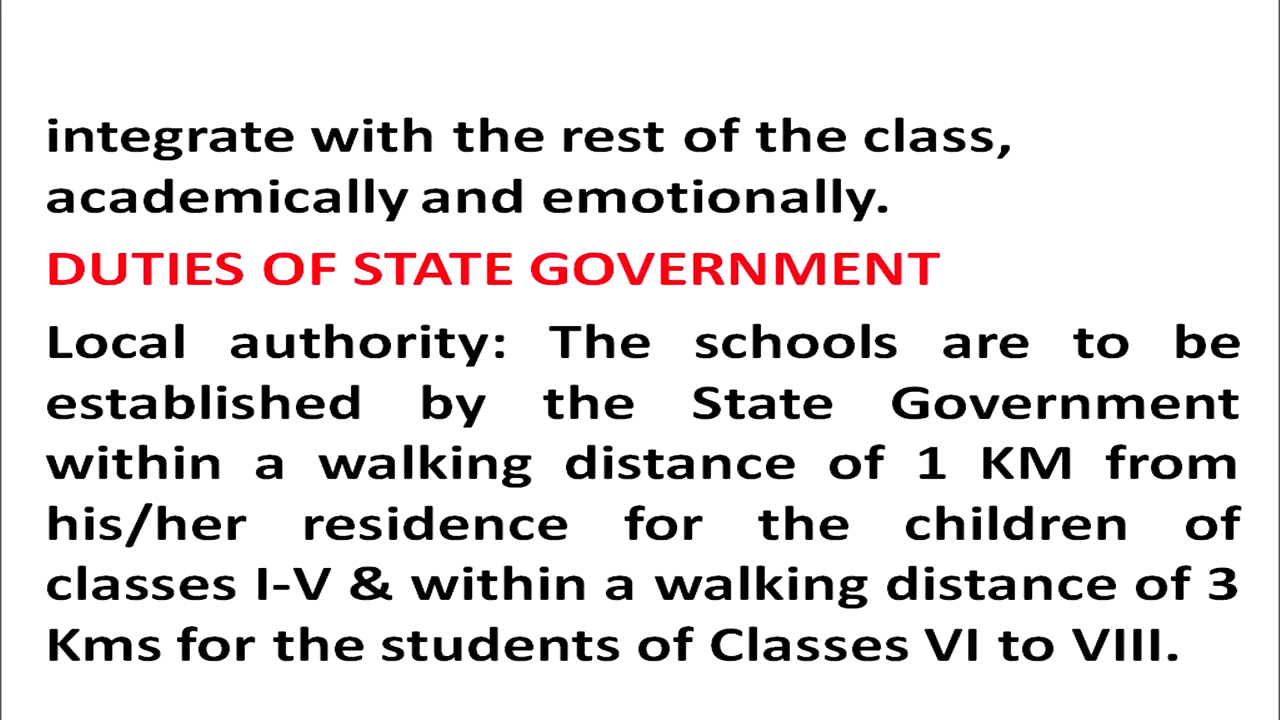 integrate with the rest of the class,
academically and emotionally.
DUTIES OF STATE GOVERNMENT
Local authority: The schools are to be
established by the State Government
within a walking distance of 1 KM from
his/her residence for the children of
classes I-V & within a walking distance of 3
Kms for the students of Classes VI to VIII.